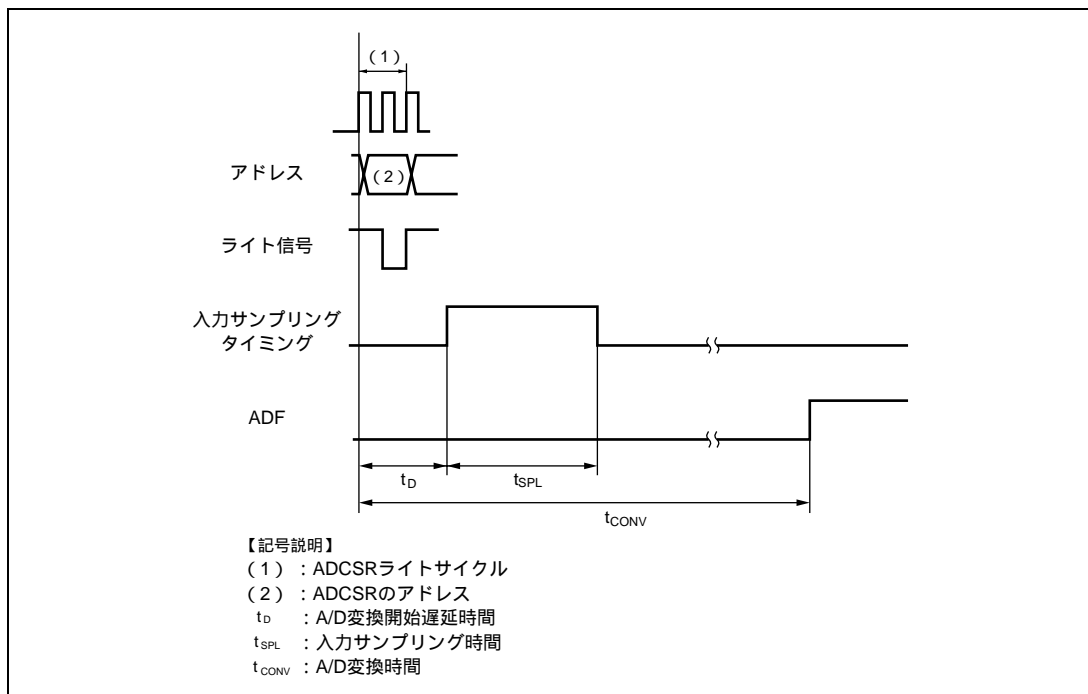 （1）
アドレス
（2）
ライト信号
入力サンプリング
タイミング
ADF
tD
tSPL
tCONV
【記号説明】
（1）：ADCSRライトサイクル
（2）：ADCSRのアドレス
tD ：A/D変換開始遅延時間
tSPL ：入力サンプリング時間
tCONV ：A/D変換時間